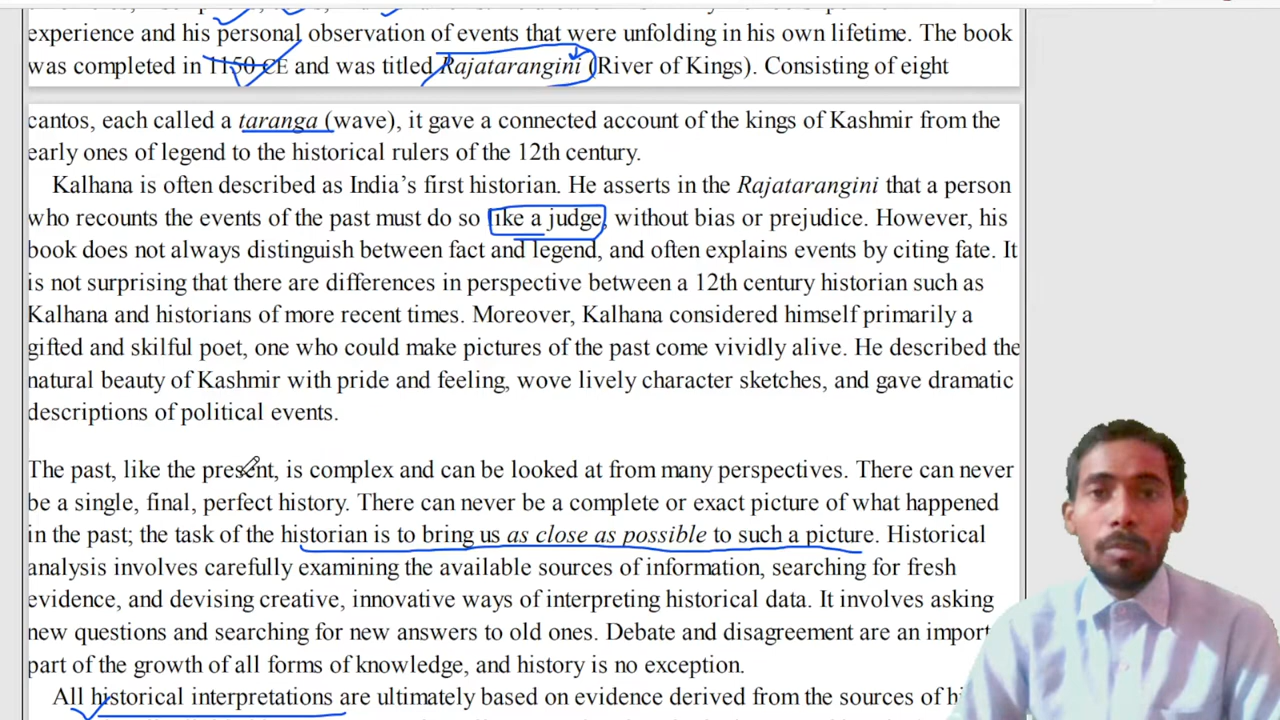 experience and his personal observation of events that were unfolding in his own lifetime. The book
was completed in 1150 CE and was titled Rajatarangini (River of Kings). Consisting of eight
cantos, each called a taranga (wave), it gave a connected account of the kings of Kashmir from the
early ones of legend to the historical rulers of the 12th century.
Kalhana is often described as India’s first historian. He asserts in the Rajatarangini that a person
who recounts the events of the past must do so like a judge, without bias or prejudice. However, his
book does not always distinguish between fact and legend, and often explains events by citing fate. It
is not surprising that there are differences in perspective between a 12th century historian such as
Kalhana and historians of more recent times. Moreover, Kalhana considered himself primarily a
gifted and skilful poet, one who could make pictures of the past come vividly alive. He described the
natural beauty of Kashmir with pride and feeling, wove lively character sketches, and gave dramatic
descriptions of political events.
The past, like the present, is complex and can be looked at from many perspectives. There can never
be a single, final, perfect history. There can never be a complete or exact picture of what happened
in the past; the task of the historian is to bring us as close as possible to such a picture. Historical
analysis involves carefully examining the available sources of information, searching for fresh
evidence, and devising creative, innovative ways of interpreting historical data. It involves asking
new questions and searching for new answers to old ones. Debate and disagreement are an import
part of the growth of all forms of knowledge, and history is no exception.
All historical interpretations are ultimately based on evidence derived from the sources of